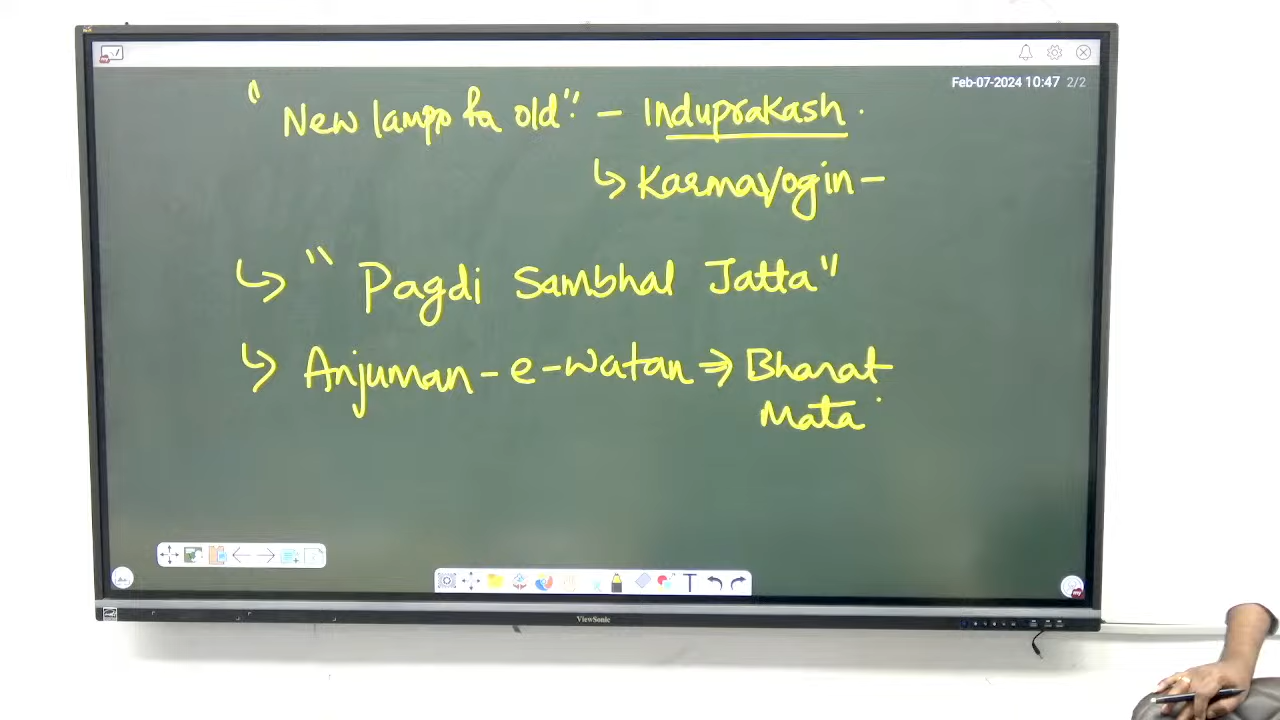 Feb-07-2024 10:47 2/2
" New lamps for old" - Induprakash.
↳ Karmayogin -
↳ " Pagdi Sambhal Jatta"
↳ Anjuman - e - watan ⇒ Bharat
Mata
T
ViewSonic